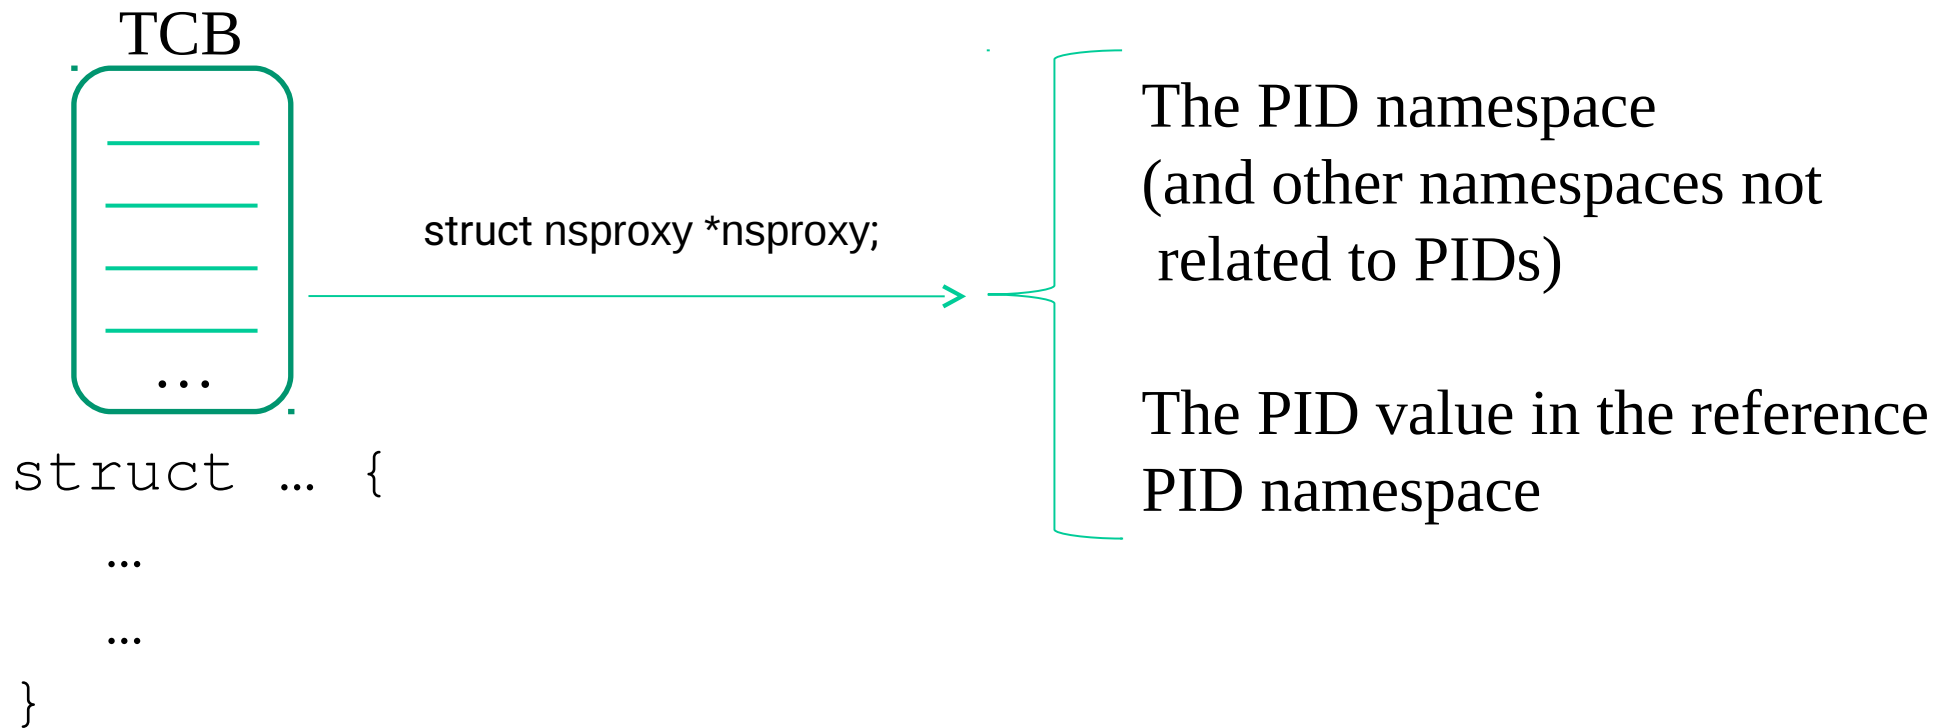 TCB
…
struct … {
…
…
}
struct nsproxy *nsproxy;
The PID namespace
(and other namespaces not
related to PIDs)
The PID value in the reference
PID namespace